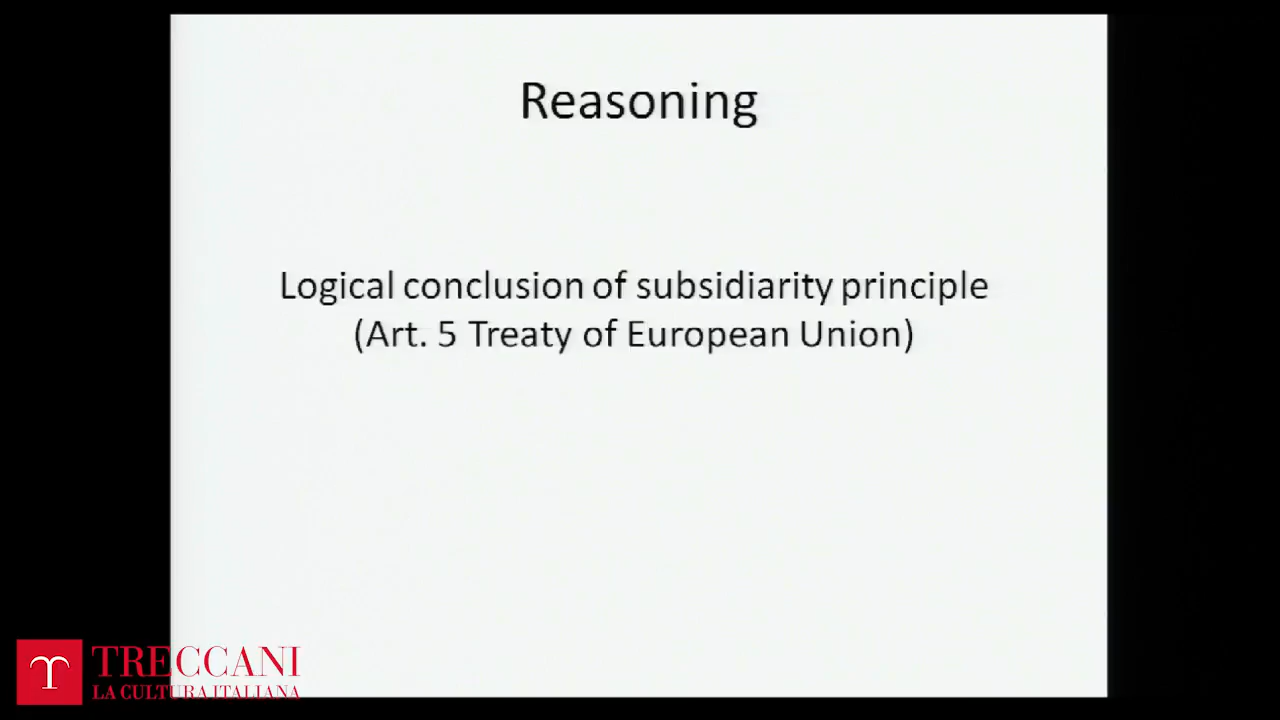 Reasoning
Logical conclusion of subsidiarity principle
(Art. 5 Treaty of European Union)
TRECCANI
LA CULTURA ITALIANA